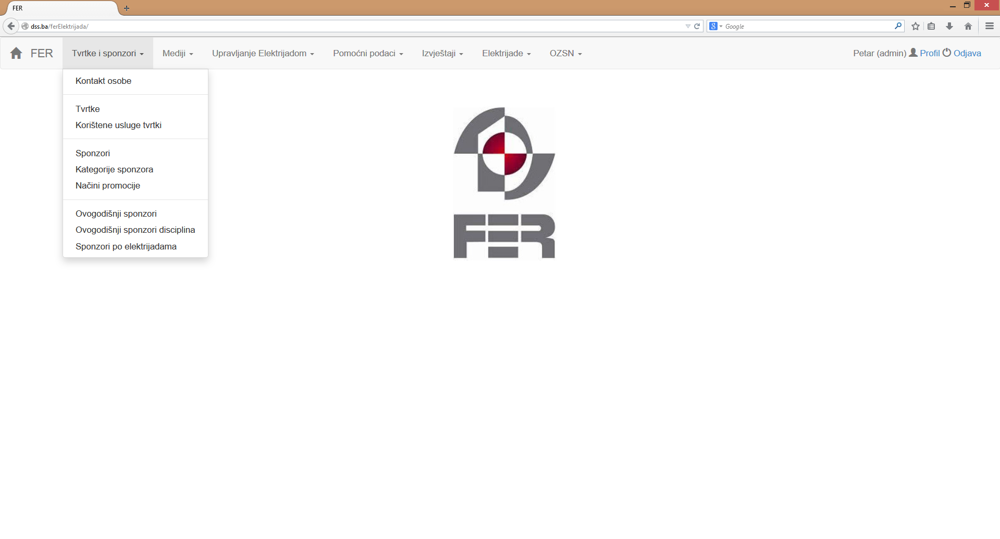 FER
dss.ba/ferElektrijada/
8 Google
FER Tvrtke i sponzori Mediji Upravljanje Elektrijadom Pomoćni podaci Izvještaji Elektrijade OZSN Petar (admin) Profil Odjava
Kontakt osobe
Tvrtke
Korištene usluge tvrtki
Sponzori
Kategorije sponzora
Načini promocije
Ovogodišnji sponzori
Ovogodišnji sponzori disciplina
Sponzori po elektrijadama
FER